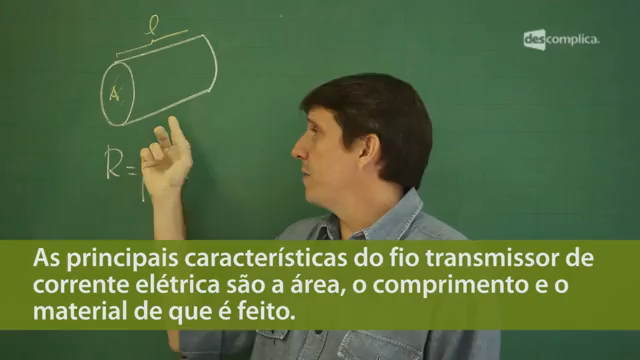 descomplica.
l
A
R =
As principais características do fio transmissor de
corrente elétrica são a área, o comprimento e o
material de que é feito.